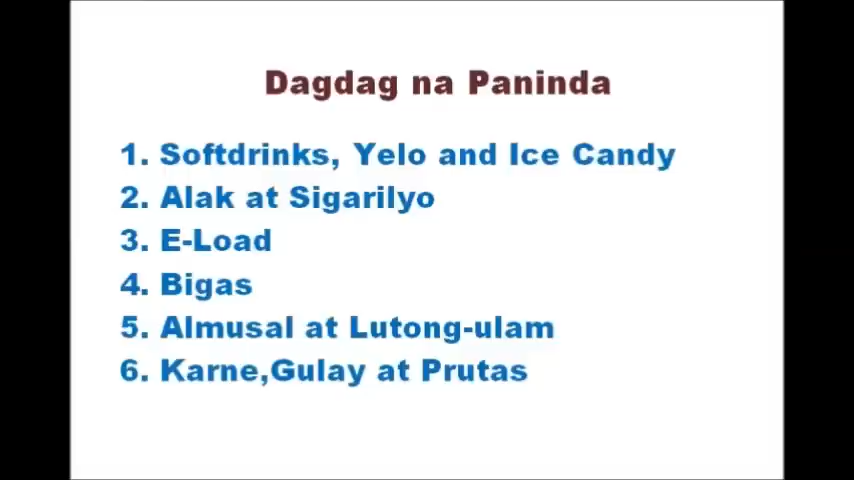 Dagdag na Paninda
1. Softdrinks, Yelo and Ice Candy
2. Alak at Sigarilyo
3. E-Load
4. Bigas
5. Almusal at Lutong-ulam
6. Karne,Gulay at Prutas